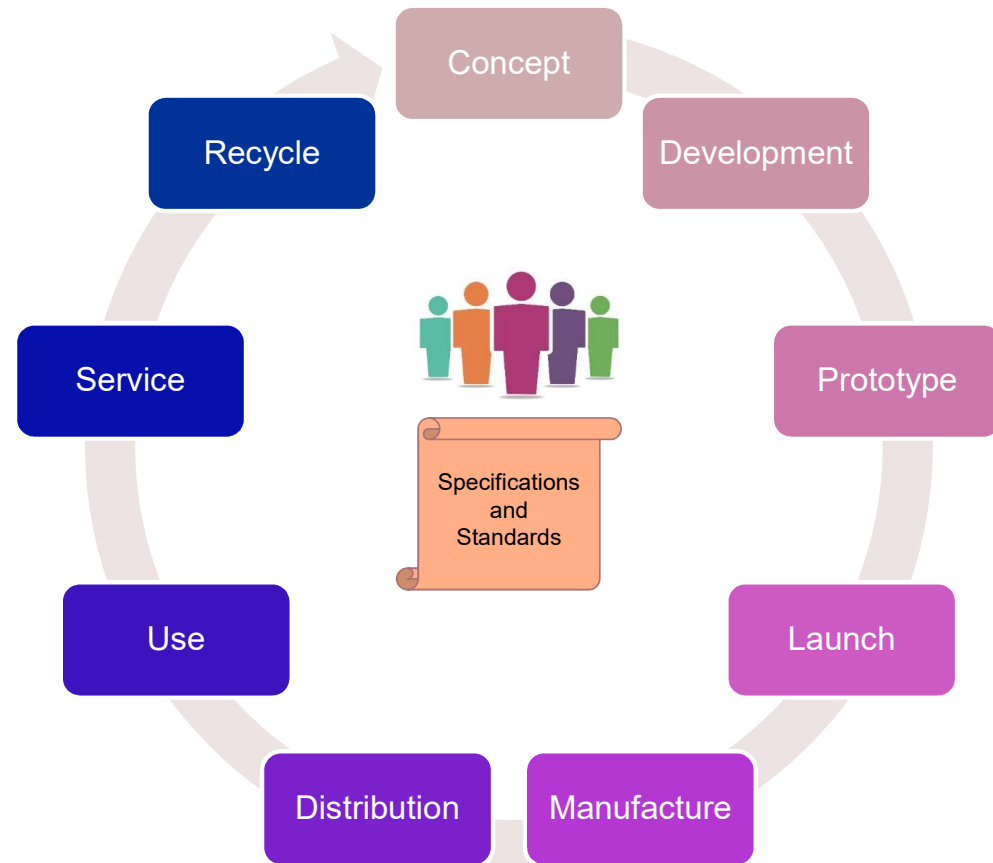 Concept
Development
Prototype
Launch
Manufacture
Distribution
Use
Service
Recycle
Specifications
and
Standards